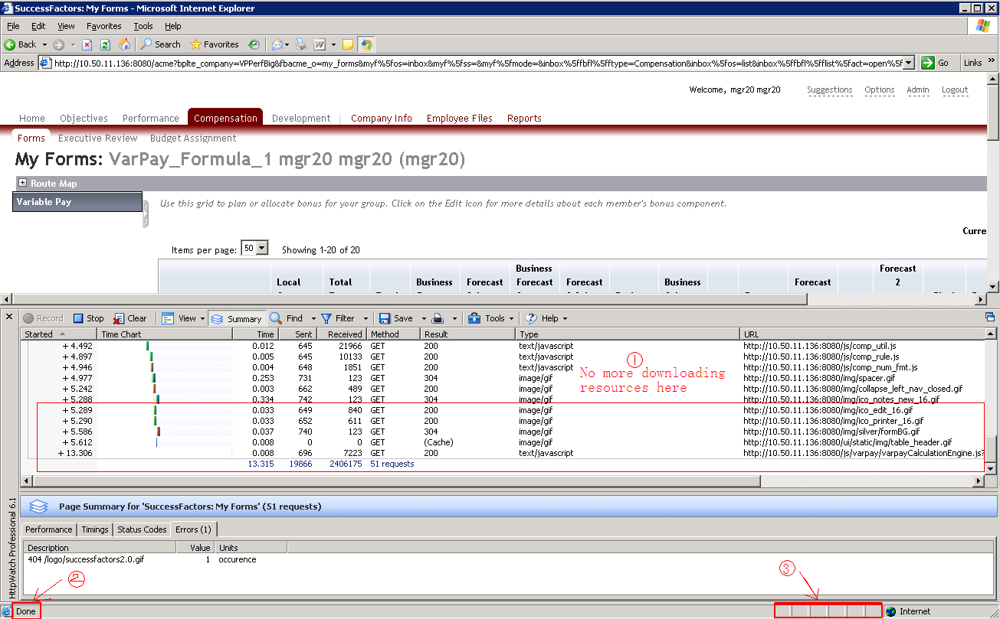 SuccessFactors: My Forms - Microsoft Internet Explorer
File Edit View Favorites Tools Help
Back Search Favorites
Address http://10.50.11.136:8080/acme?bplte_company=VPPerfBig&fbacme_o=my_forms&myf%5fos=inbox&myf%5fss=&myf%5fmode=&inbox%5ffbfl%5fftype=Compensation&inbox%5fos=list&inbox%5ffbfl%5fflist%5fact=open%5f Go Links »
Welcome, mgr20 mgr20 Suggestions Options Admin Logout
Home Objectives Performance Compensation Development Company Info Employee Files Reports
Forms Executive Review Budget Assignment
My Forms: VarPay_Formula_1 mgr20 mgr20 (mgr20)
Route Map
Variable Pay
Use this grid to plan or allocate bonus for your group. Click on the Edit icon for more details about each member's bonus component.
Curre
Items per page: 50 Showing 1-20 of 20
Business Forecast
Local Total Business Forecast Forecast Forecast Business Forecast 2
Record Stop Clear View Summary Find Filter Save Tools Help
Started Time Chart Time Sent Received Method Result Type URL
+ 4.492 0.012 645 21966 GET 200 text/javascript http://10.50.11.136:8080/js/comp_util.js
+ 4.897 0.005 645 10133 GET 200 text/javascript http://10.50.11.136:8080/js/comp_rule.js
+ 4.946 0.004 648 1851 GET 200 text/javascript http://10.50.11.136:8080/js/comp_num_fmt.js
+ 4.977 0.253 731 123 GET 304 image/gif http://10.50.11.136:8080/img/spacer.gif
+ 5.242 0.003 662 489 GET 200 image/gif http://10.50.11.136:8080/img/collapse_left_nav_closed.gif
+ 5.288 0.334 742 123 GET 304 image/gif http://10.50.11.136:8080/img/ico_notes_new_16.gif
+ 5.289 0.033 649 840 GET 200 image/gif http://10.50.11.136:8080/img/ico_edit_16.gif
+ 5.290 0.033 652 611 GET 200 image/gif http://10.50.11.136:8080/img/ico_printer_16.gif
+ 5.586 0.037 740 123 GET 304 image/gif http://10.50.11.136:8080/img/silver/formBG.gif
+ 5.612 0.008 0 0 GET (Cache) image/gif http://10.50.11.136:8080/ui/static/img/table_header.gif
+ 13.306 0.008 696 7223 GET 200 text/javascript http://10.50.11.136:8080/js/varpay/varpayCalculationEngine.js?
13.315 19866 2406175 51 requests
①
No more downloading
resources here
HttpWatch Professional 6.1
Page Summary for 'SuccessFactors: My Forms' (51 requests)
Performance Timings Status Codes Errors (1)
Description Value Units
404 /logo/successfactors2.0.gif 1 occurence
②
③
Done Internet